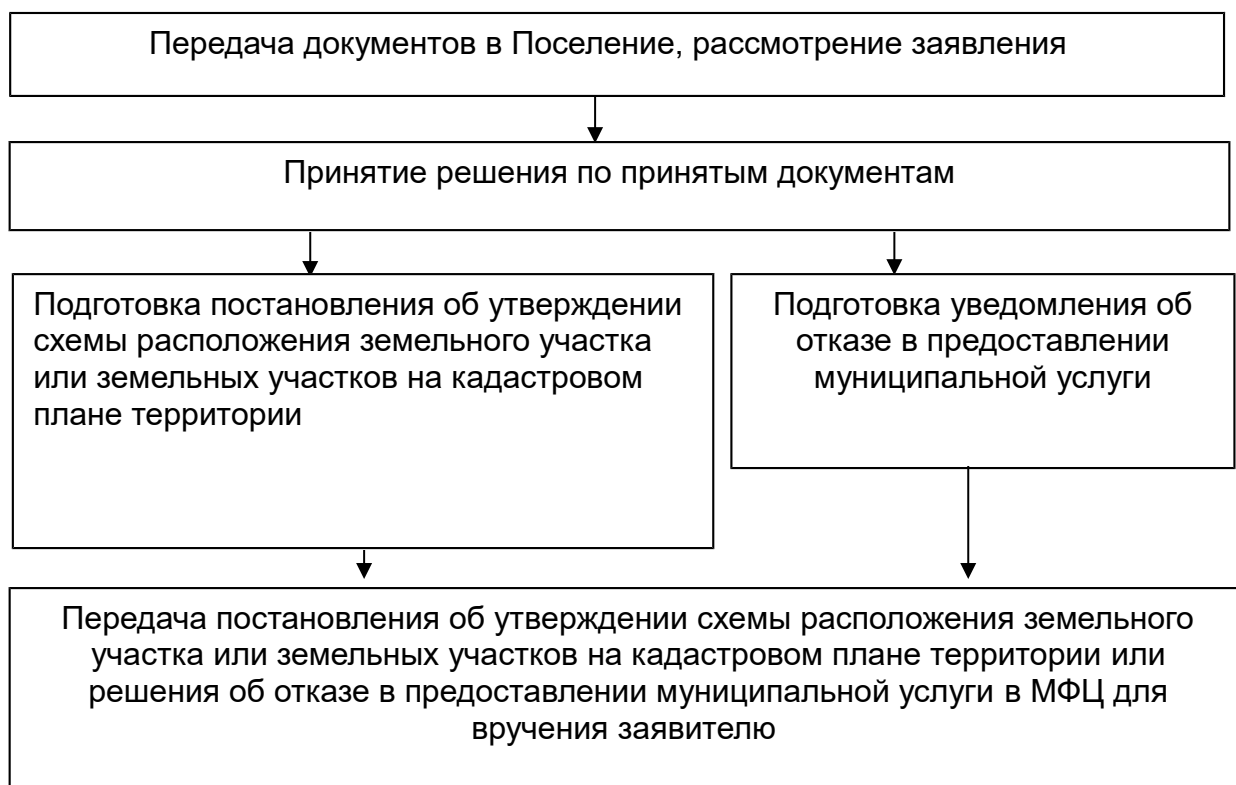 Передача документов в Поселение, рассмотрение заявления
Принятие решения по принятым документам
Подготовка постановления об утверждении
схемы расположения земельного участка
или земельных участков на кадастровом
плане территории
Подготовка уведомления об
отказе в предоставлении
муниципальной услуги
Передача постановления об утверждении схемы расположения земельного
участка или земельных участков на кадастровом плане территории или
решения об отказе в предоставлении муниципальной услуги в МФЦ для
вручения заявителю